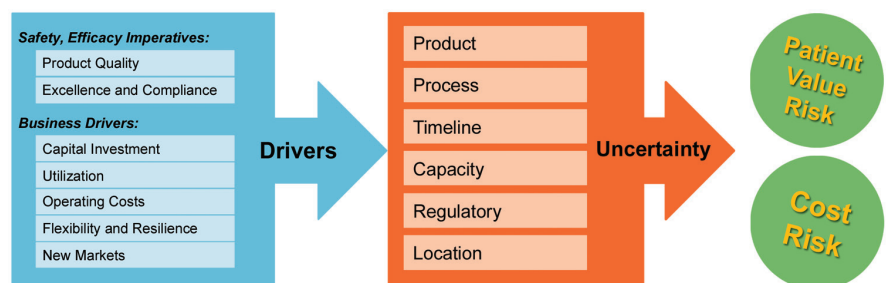 Safety, Efficacy Imperatives:
Product Quality
Excellence and Compliance
Business Drivers:
Capital Investment
Utilization
Operating Costs
Flexibility and Resilience
New Markets
Drivers
Product
Process
Timeline
Capacity
Regulatory
Location
Uncertainty
Patient
Value
Risk
Cost
Risk